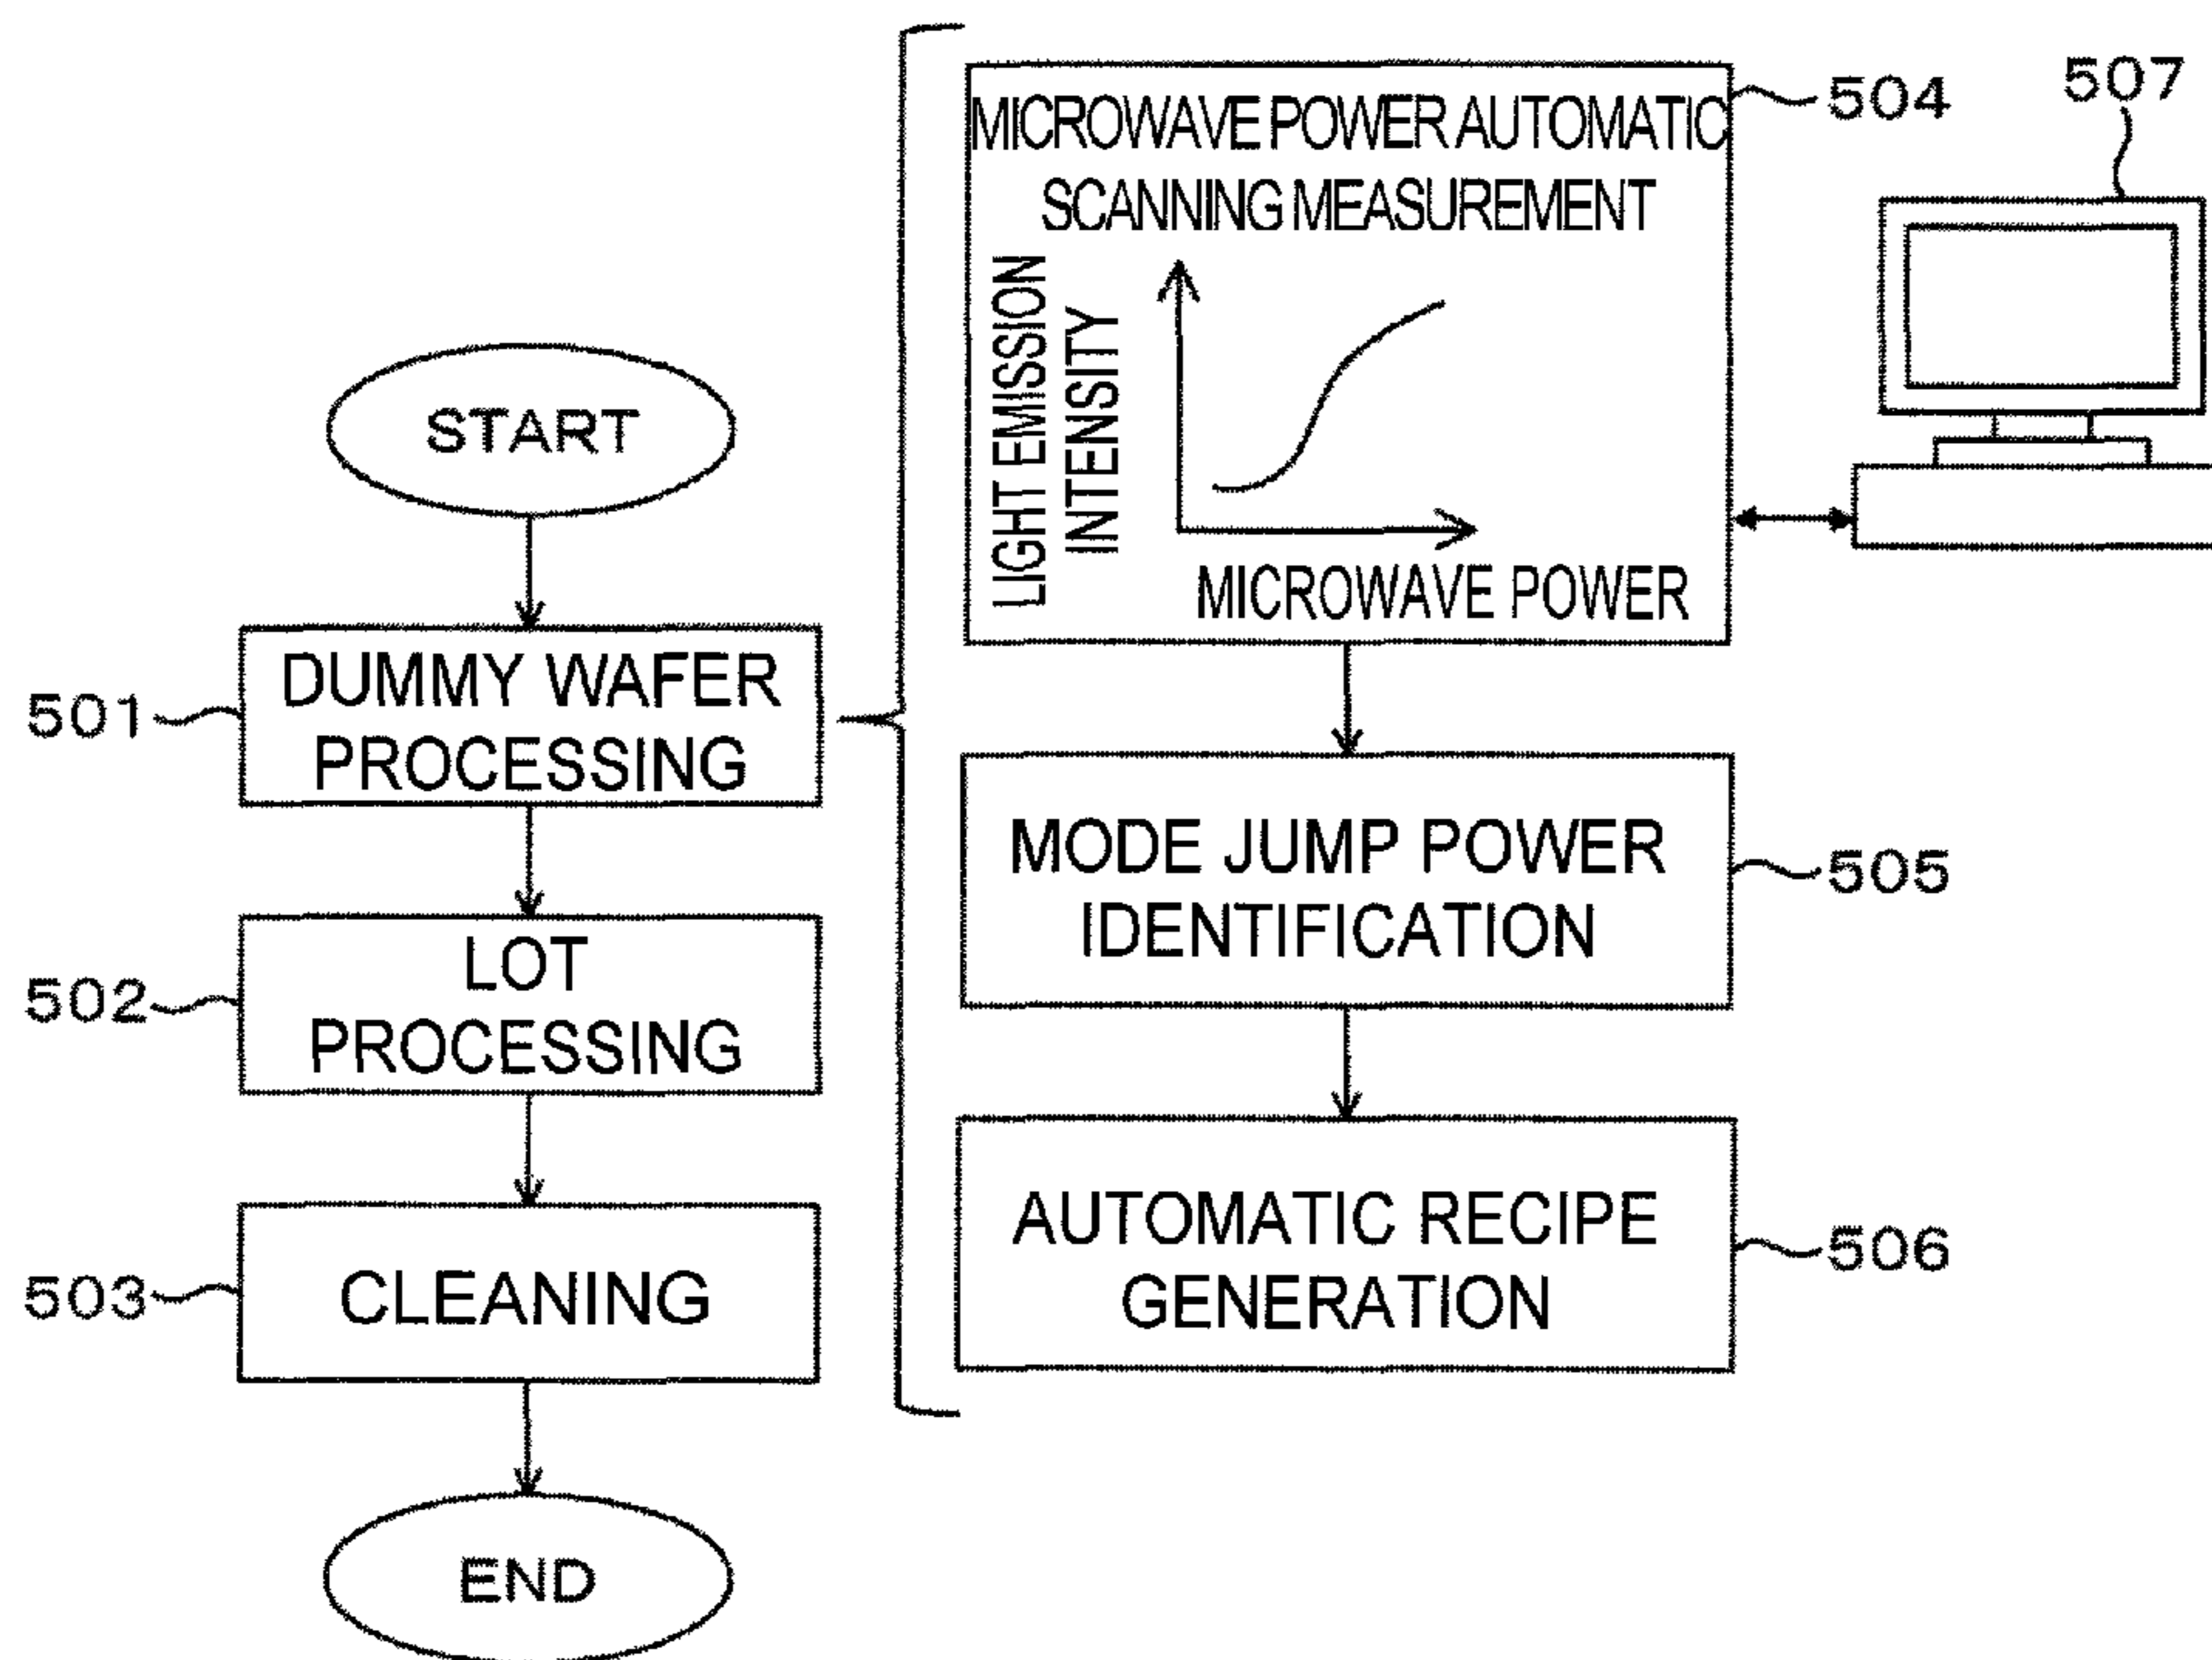 START
501
DUMMY WAFER
PROCESSING
502
LOT
PROCESSING
503
CLEANING
END
MICROWAVE POWER AUTOMATIC
SCANNING MEASUREMENT
LIGHT EMISSION
INTENSITY
MICROWAVE POWER
504
507
MODE JUMP POWER
IDENTIFICATION
505
AUTOMATIC RECIPE
GENERATION
506